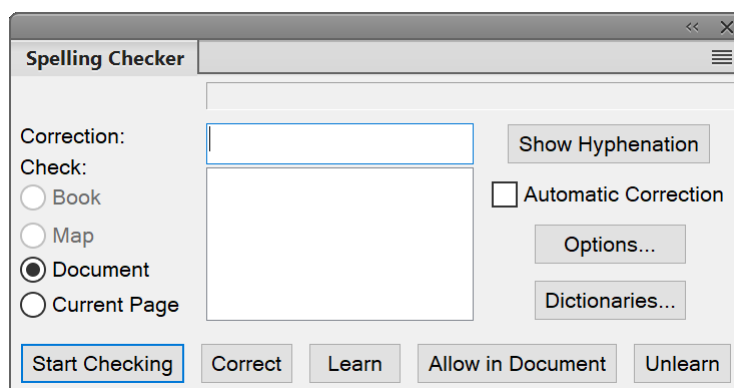 Spelling Checker
Correction:
Show Hyphenation
Check:
Book
Automatic Correction
Map
Options...
Document
Current Page
Dictionaries...
Start Checking Correct Learn Allow in Document Unlearn